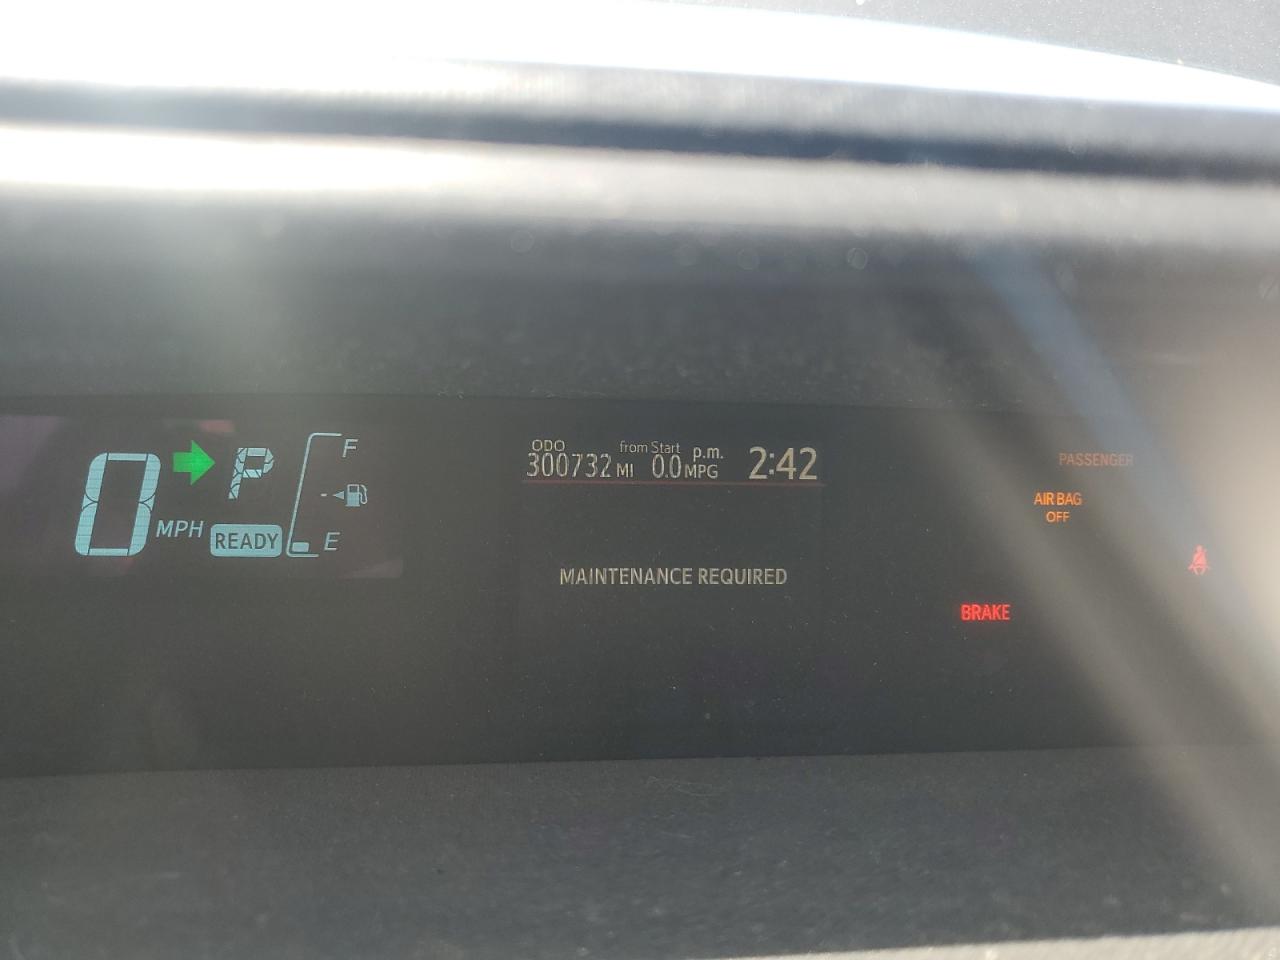 0 MPH
P
READY
F
E
ODO from Start p.m.
300732 MI 0.0 MPG 2:42
MAINTENANCE REQUIRED
PASSENGER
AIR BAG
OFF
BRAKE